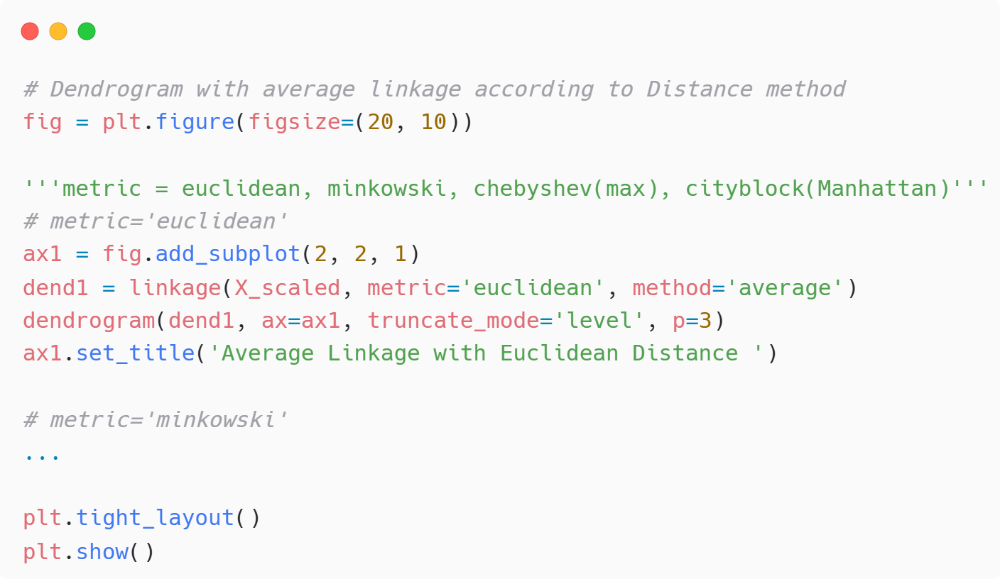 # Dendrogram with average linkage according to Distance method
fig = plt.figure(figsize=(20, 10))
'''metric = euclidean, minkowski, chebyshev(max), cityblock(Manhattan)'''
# metric='euclidean'
ax1 = fig.add_subplot(2, 2, 1)
dend1 = linkage(X_scaled, metric='euclidean', method='average')
dendrogram(dend1, ax=ax1, truncate_mode='level', p=3)
ax1.set_title('Average Linkage with Euclidean Distance ')
# metric='minkowski'
...
plt.tight_layout()
plt.show()